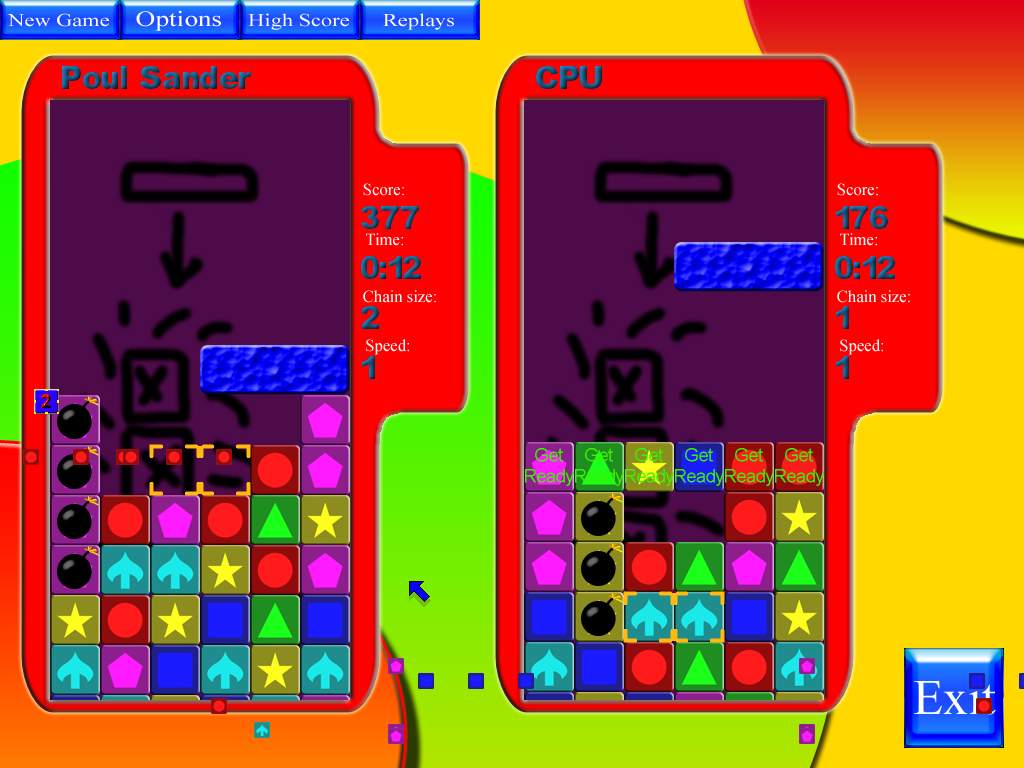 New Game Options High Score Replays
Poul Sander
Score:
377
Time:
0:12
Chain size:
2
Speed:
1
2
CPU
Score:
176
Time:
0:12
Chain size:
1
Speed:
1
Get Get Get Get Get Get
Ready Ready Ready Ready Ready Ready
Exit